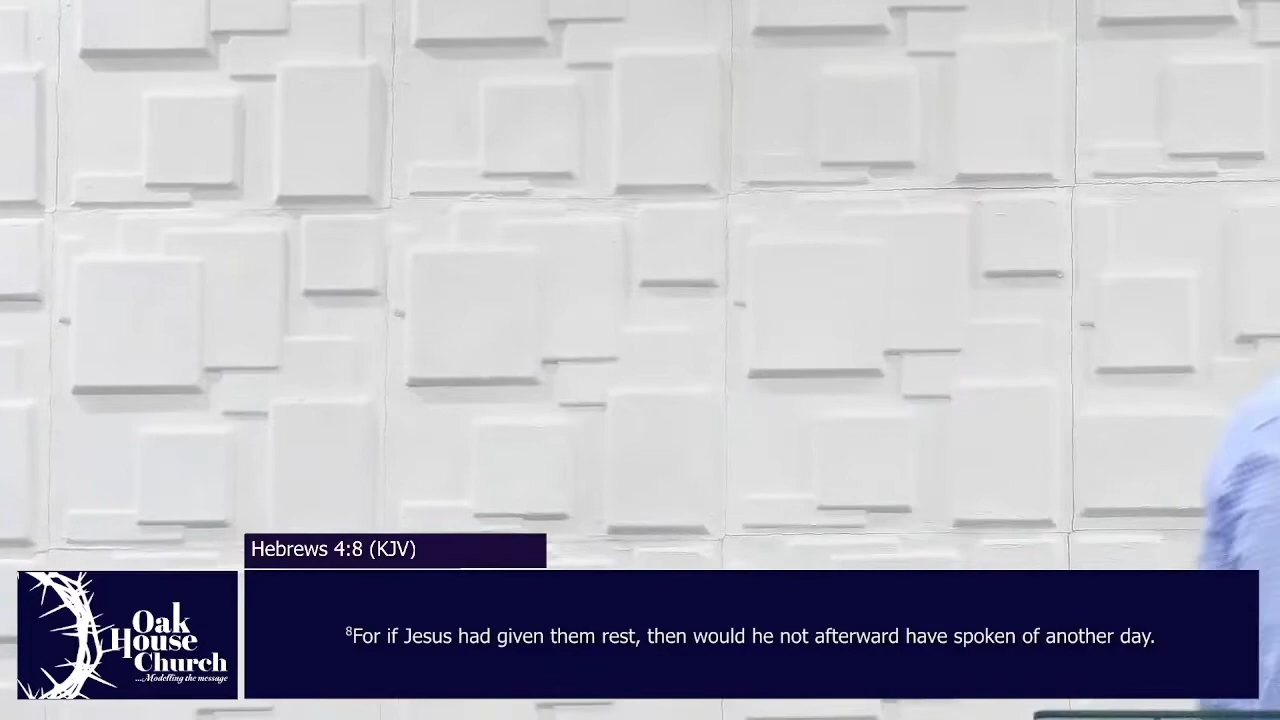 Hebrews 4:8 (KJV)
⁸For if Jesus had given them rest, then would he not afterward have spoken of another day.
Oak
House
Church
...Modelling the message